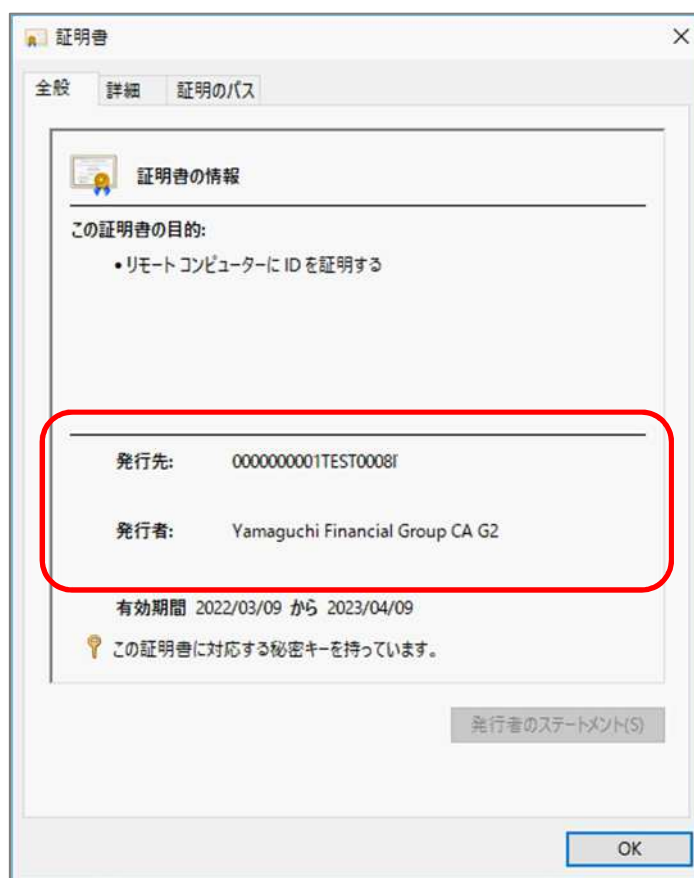 証明書
全般 詳細 証明のパス
証明書の情報
この証明書の目的:
• リモート コンピューターに ID を証明する
発行先: 0000000001TEST0008
発行者: Yamaguchi Financial Group CA G2
有効期間 2022/03/09 から 2023/04/09
この証明書に対応する秘密キーを持っています。
発行者のステートメント(S)
OK